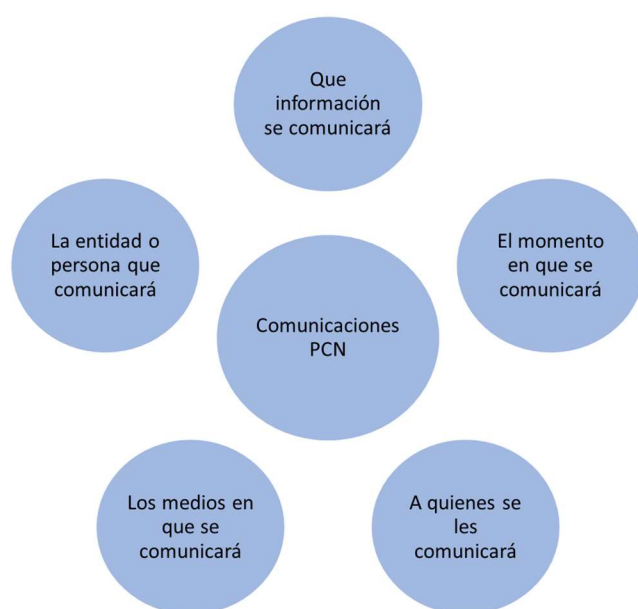 Que
información
se comunicará
La entidad o
persona que
comunicará
El momento
en que se
comunicará
Comunicaciones
PCN
Los medios en
que se
comunicará
A quienes se
les
comunicará